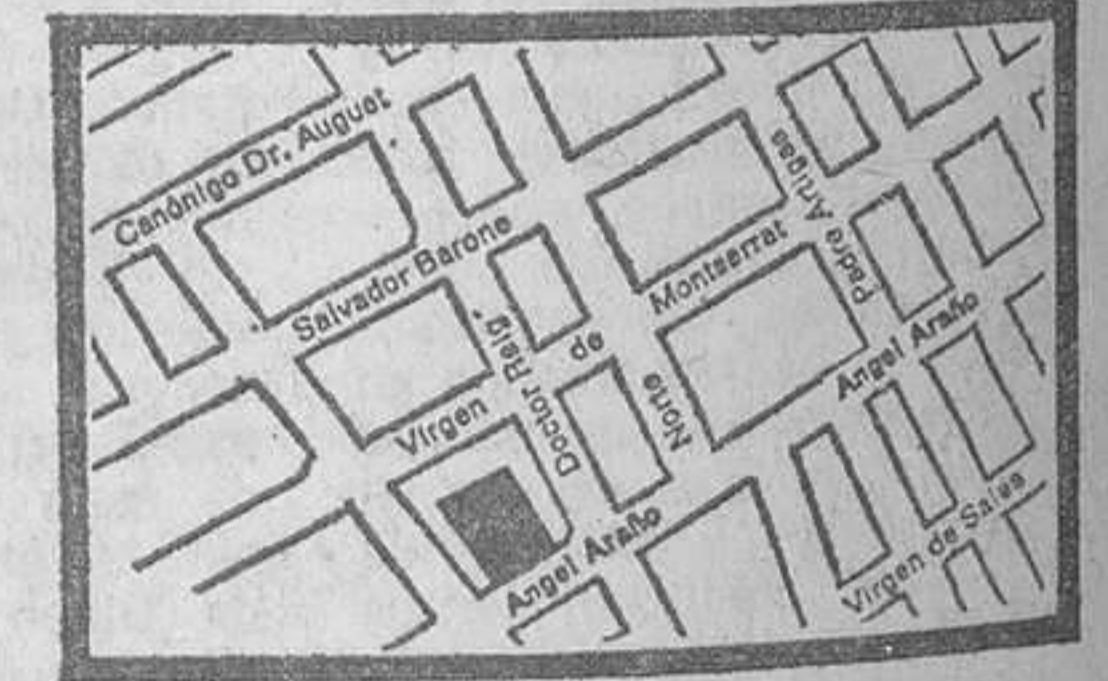 Canónigo Dr. Auguet
Salvador Barone
Virgen de Montserrat
Doctor Reig
Norte
Padre Artigas
Angel Araño
Angel Araño
Virgen de Sales